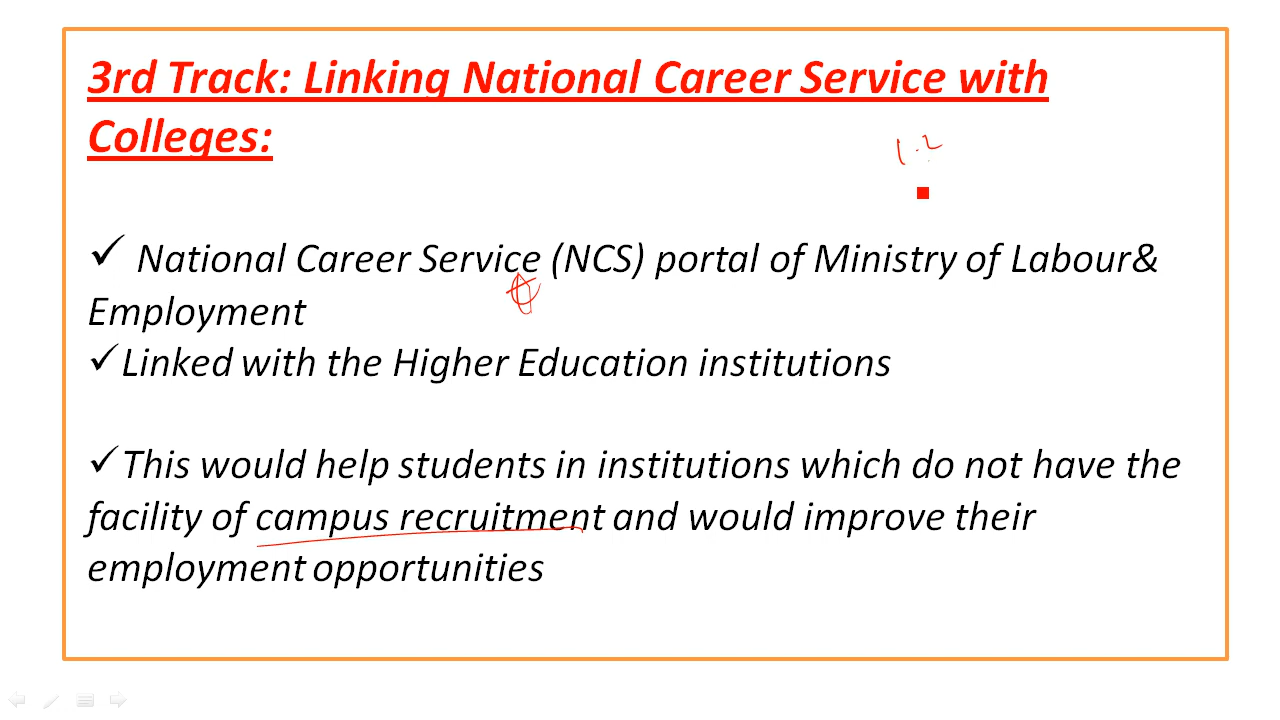 3rd Track: Linking National Career Service with
Colleges:
1.2
✓ National Career Service (NCS) portal of Ministry of Labour&
Employment
✓Linked with the Higher Education institutions
✓This would help students in institutions which do not have the
facility of campus recruitment and would improve their
employment opportunities